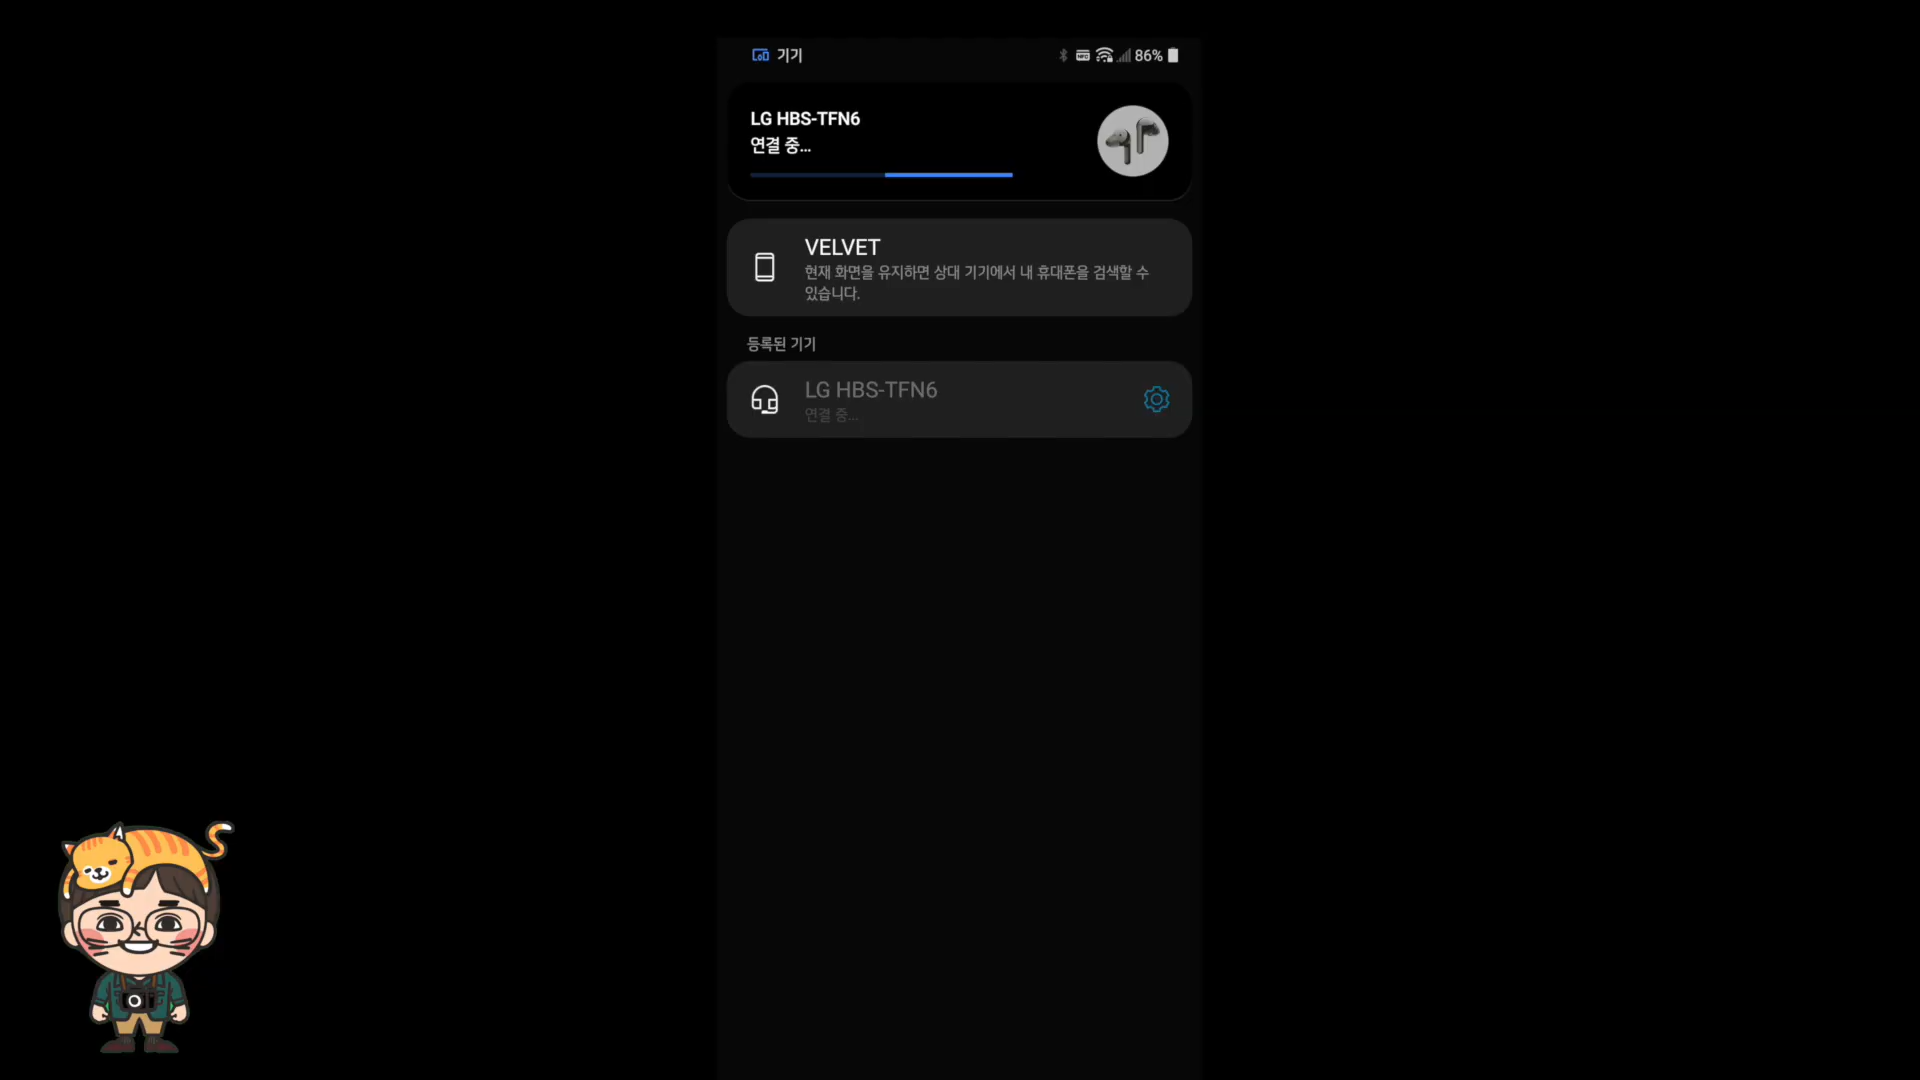 기기
86%
LG HBS-TFN6
연결 중...
VELVET
현재 화면을 유지하면 상대 기기에서 내 휴대폰을 검색할 수
있습니다.
등록된 기기
LG HBS-TFN6
연결 중...